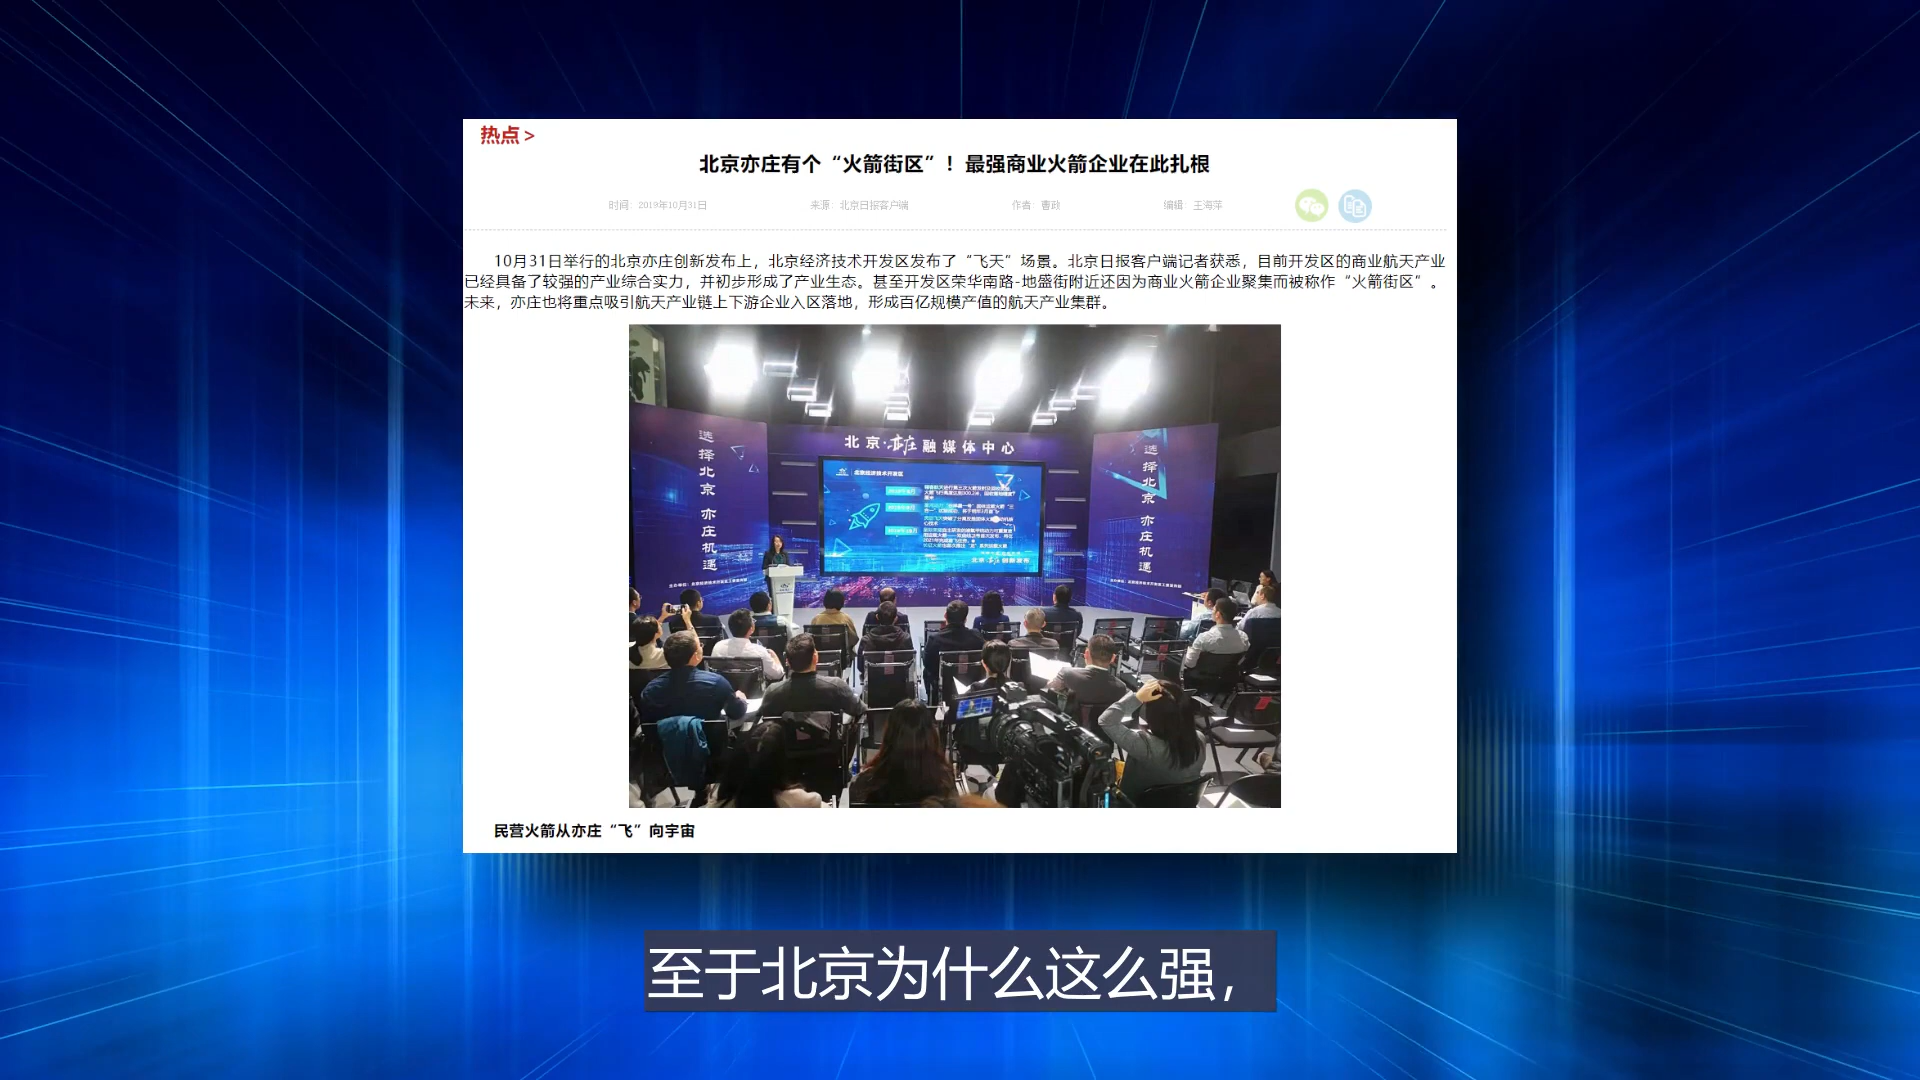 热点>
北京亦庄有个“火箭街区”！最强商业火箭企业在此扎根
时间：2019年10月31日 来源：北京日报客户端 作者：曹政 编辑：王海萍
10月31日举行的北京亦庄创新发布上，北京经济技术开发区发布了“飞天”场景。北京日报客户端记者获悉，目前开发区的商业航天产业
已经具备了较强的产业综合实力，并初步形成了产业生态。甚至开发区荣华南路-地盛街附近还因为商业火箭企业聚集而被称作“火箭街区”。
未来，亦庄也将重点吸引航天产业链上下游企业入区落地，形成百亿规模产值的航天产业集群。
北京·亦庄融媒体中心
选择北京 亦庄机遇
北京经济技术开发区
选择北京 亦庄机遇
民营火箭从亦庄“飞”向宇宙
至于北京为什么这么强，